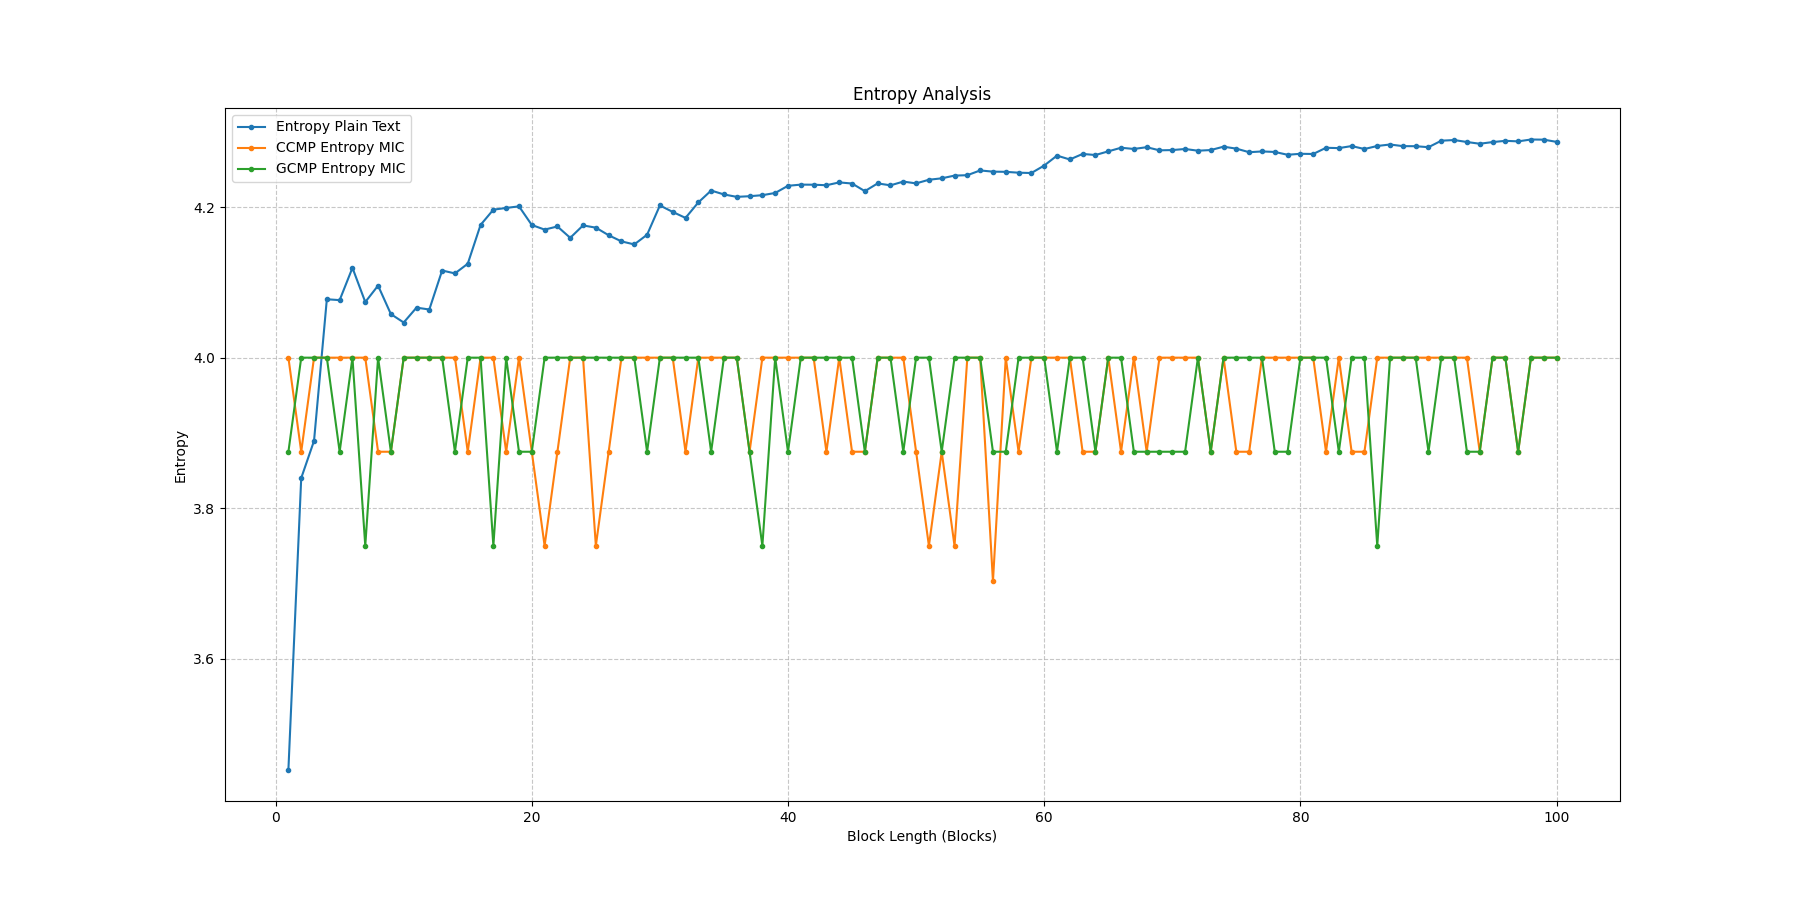 Entropy Analysis
Entropy Plain Text
CCMP Entropy MIC
GCMP Entropy MIC
4.2
4.0
3.8
3.6
Entropy
0 20 40 60 80 100
Block Length (Blocks)